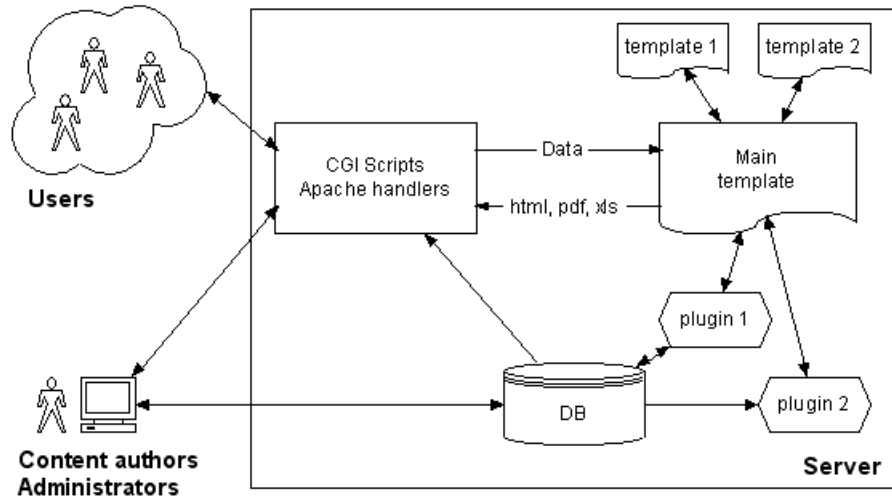 template 1
template 2
CGI Scripts
Apache handlers
Data
Main
template
html, pdf, xls
Users
plugin 1
DB
plugin 2
Content authors
Administrators
Server